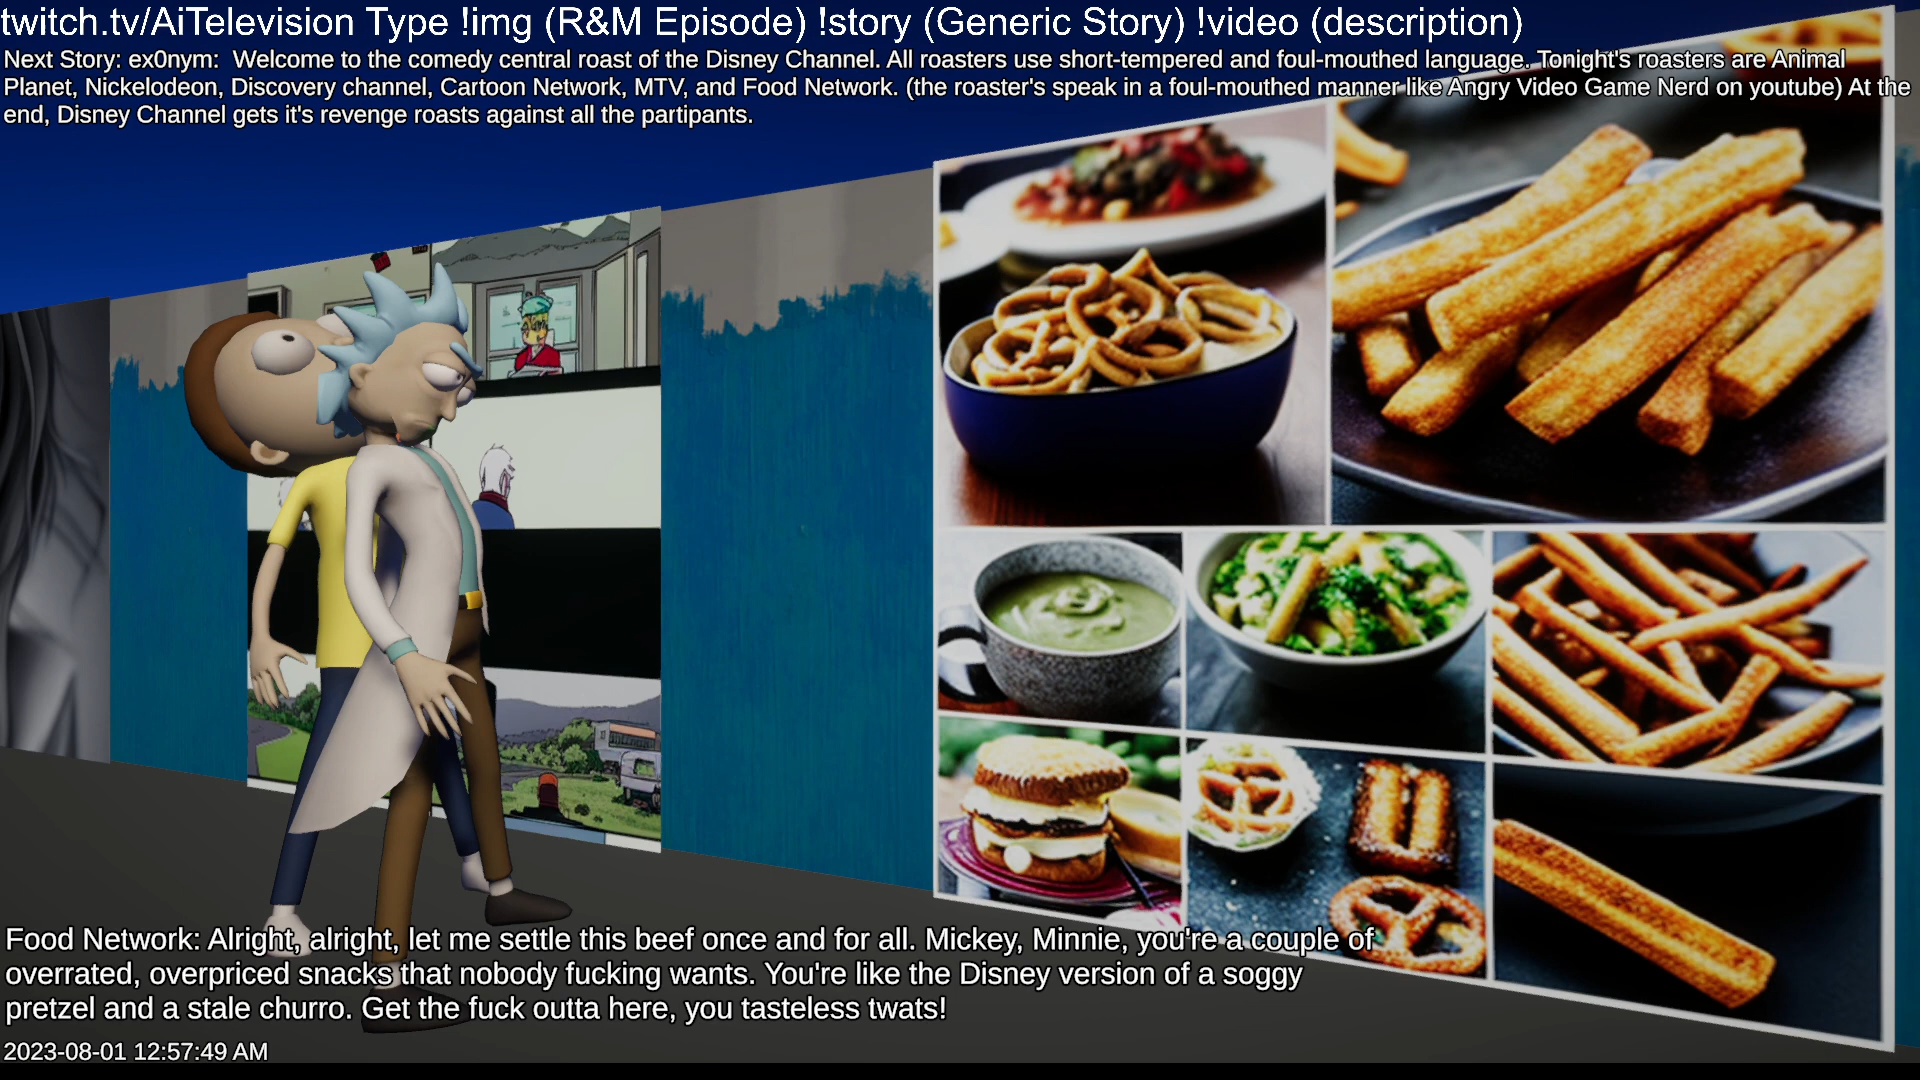 twitch.tv/AiTelevision Type !img (R&M Episode) !story (Generic Story) !video (description)
Next Story: ex0nym:  Welcome to the comedy central roast of the Disney Channel. All roasters use short-tempered and foul-mouthed language. Tonight's roasters are Animal
Planet, Nickelodeon, Discovery channel, Cartoon Network, MTV, and Food Network. (the roaster's speak in a foul-mouthed manner like Angry Video Game Nerd on youtube) At the
end, Disney Channel gets it's revenge roasts against all the partipants.
Food Network: Alright, alright, let me settle this beef once and for all. Mickey, Minnie, you're a couple of
overrated, overpriced snacks that nobody fucking wants. You're like the Disney version of a soggy
pretzel and a stale churro. Get the fuck outta here, you tasteless twats!
2023-08-01 12:57:49 AM